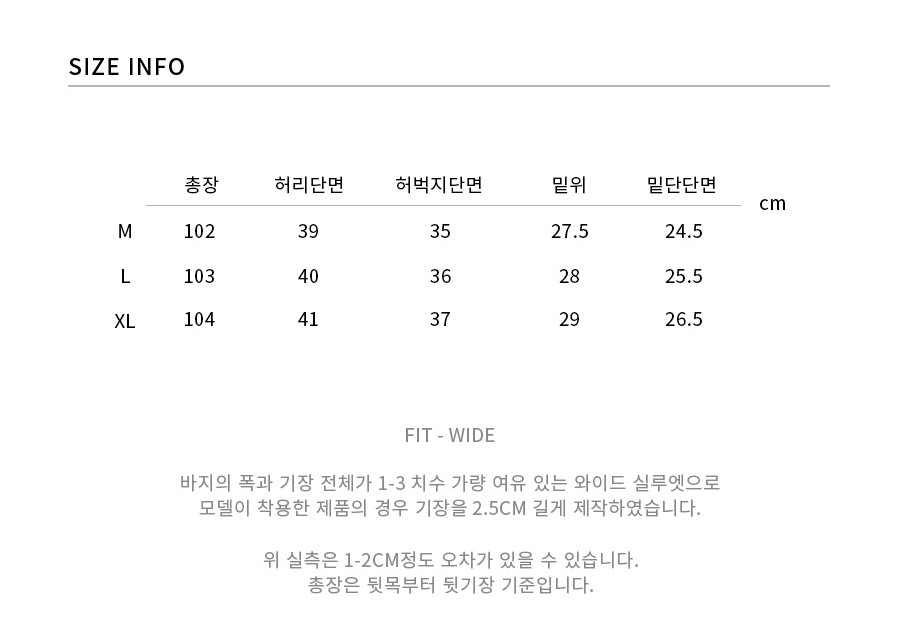 SIZE INFO
총장 허리단면 허벅지단면 밑위 밑단단면
cm
M 102 39 35 27.5 24.5
L 103 40 36 28 25.5
XL 104 41 37 29 26.5
FIT - WIDE
바지의 폭과 기장 전체가 1-3 치수 가량 여유 있는 와이드 실루엣으로
모델이 착용한 제품의 경우 기장을 2.5CM 길게 제작하였습니다.
위 실측은 1-2CM정도 오차가 있을 수 있습니다.
총장은 뒷목부터 뒷기장 기준입니다.